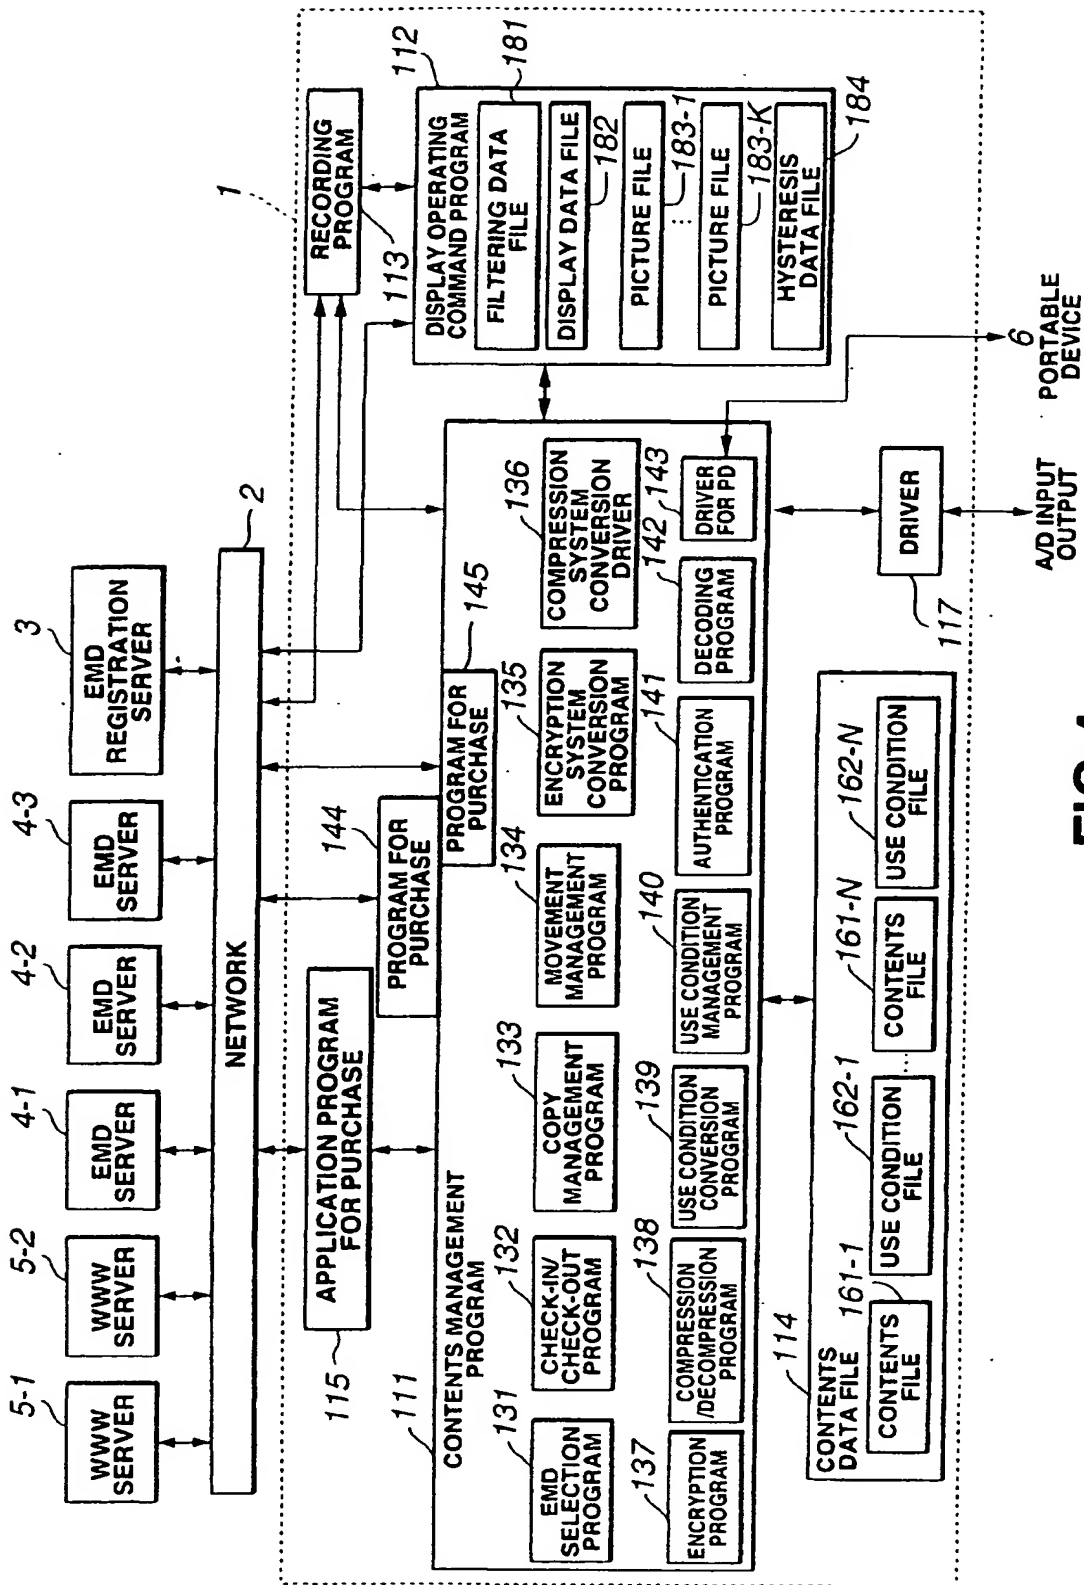 5-1
WWW
SERVER
5-2
WWW
SERVER
4-1
EMD
SERVER
4-2
EMD
SERVER
4-3
EMD
SERVER
3
EMD
REGISTRATION
SERVER
NETWORK
2
1
115
APPLICATION PROGRAM
FOR PURCHASE
144
PROGRAM FOR
PURCHASE
PROGRAM FOR
PURCHASE
145
RECORDING
PROGRAM
113
111
CONTENTS MANAGEMENT
PROGRAM
131
EMD
SELECTION
PROGRAM
132
CHECK-IN/
CHECK-OUT
PROGRAM
133
COPY
MANAGEMENT
PROGRAM
134
MOVEMENT
MANAGEMENT
PROGRAM
135
ENCRYPTION
SYSTEM
CONVERSION
PROGRAM
136
COMPRESSION
SYSTEM
CONVERSION
DRIVER
137
ENCRYPTION
PROGRAM
138
COMPRESSION
/DECOMPRESSION
PROGRAM
139
USE CONDITION
CONVERSION
PROGRAM
140
USE CONDITION
MANAGEMENT
PROGRAM
141
AUTHENTICATION
PROGRAM
142
DECODING
PROGRAM
143
DRIVER
FOR PD
112
DISPLAY OPERATING
COMMAND PROGRAM
FILTERING DATA
FILE
181
DISPLAY DATA FILE
182
PICTURE FILE
183-1
PICTURE FILE
183-K
HYSTERESIS
DATA FILE
184
114
CONTENTS
DATA FILE
161-1
CONTENTS
FILE
162-1
USE CONDITION
FILE
161-N
CONTENTS
FILE
162-N
USE CONDITION
FILE
117
DRIVER
A/D INPUT
OUTPUT
6
PORTABLE
DEVICE